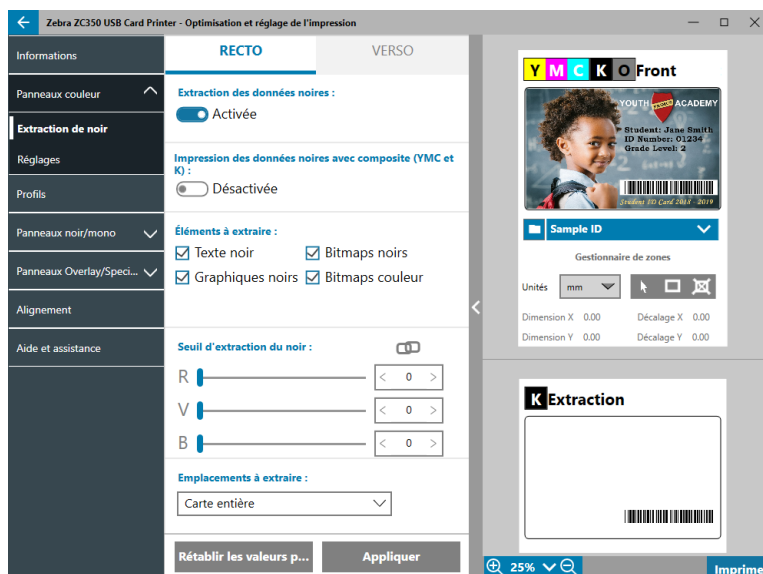 Zebra ZC350 USB Card Printer - Optimisation et réglage de l'impression
Informations
Panneaux couleur
Extraction de noir
Réglages
Profils
Panneaux noir/mono
Panneaux Overlay/Speci...
Alignement
Aide et assistance
RECTO
VERSO
Extraction des données noires :
Activée
Impression des données noires avec composite (YMC et
K) :
Désactivée
Éléments à extraire :
Texte noir
Bitmaps noirs
Graphiques noirs
Bitmaps couleur
Seuil d'extraction du noir :
R
< 0 >
V
< 0 >
B
< 0 >
Emplacements à extraire :
Carte entière
Rétablir les valeurs p...
Appliquer
Y M C K O Front
YOUTH ACADEMY
Student: Jane Smith
ID Number: 01234
Grade Level: 2
Student ID Card 2018 - 2019
Sample ID
Gestionnaire de zones
Unités
mm
Dimension X 0.00
Décalage X 0.00
Dimension Y 0.00
Décalage Y 0.00
K Extraction
25%
Imprime